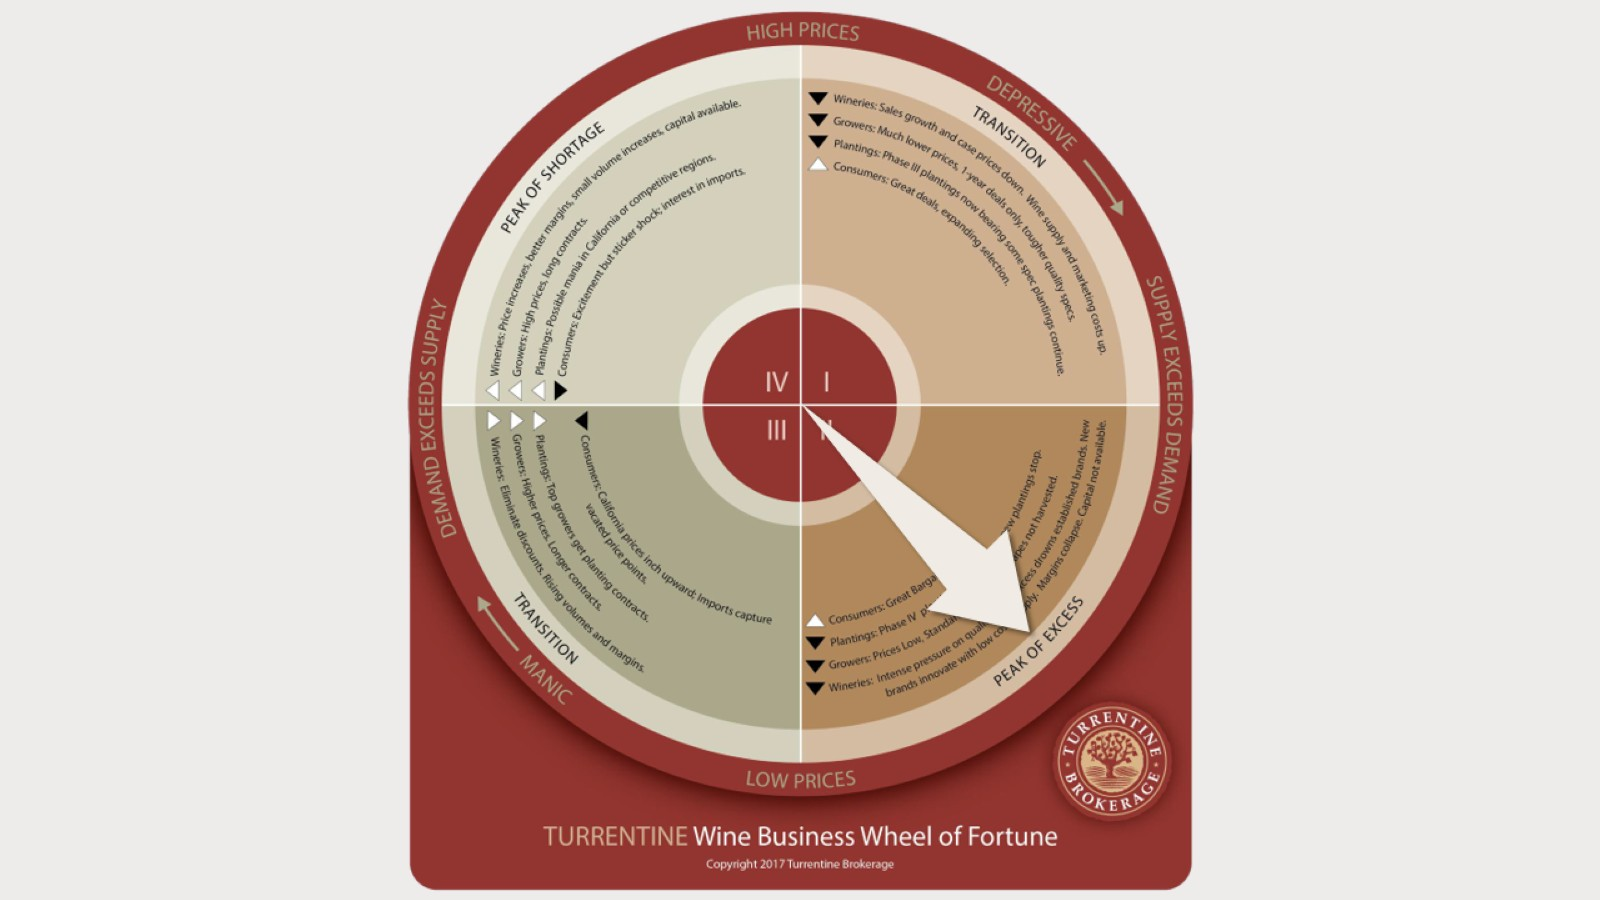 HIGH PRICES
DEPRESSIVE
TRANSITION
Wineries: Sales growth and case prices down. Wine supply and marketing costs up.
Growers: Much lower prices, 1-year deals only, tougher quality specs.
Plantings: Phase III plantings now bearing some spec plantings continue.
Consumers: Great deals, expanding selection.
SUPPLY EXCEEDS DEMAND
PEAK OF SHORTAGE
Wineries: Price increases, better margins, small volume increases, capital available.
Growers: High prices, long contracts.
Plantings: Possible mania in California or competitive regions.
Consumers: Excitement but sticker shock; interest in imports.
DEMAND EXCEEDS SUPPLY
IV I
III II
Consumers: California prices inch upward; Imports capture
vacated price points.
Plantings: Top growers get planting contracts.
Growers: Higher prices. Longer contracts.
Wineries: Eliminate discounts. Rising volumes and margins.
TRANSITION
MANIC
Consumers: Great
Plantings: Phase IV plantings stop.
Growers: Prices Low, not harvested.
Wineries: Intense pressure on drowns established brands. New
brands innovate with low Margins collapse. Capital not available.
PEAK OF EXCESS
LOW PRICES
TURRENTINE
BROKERAGE
TURRENTINE Wine Business Wheel of Fortune
Copyright 2017 Turrentine Brokerage